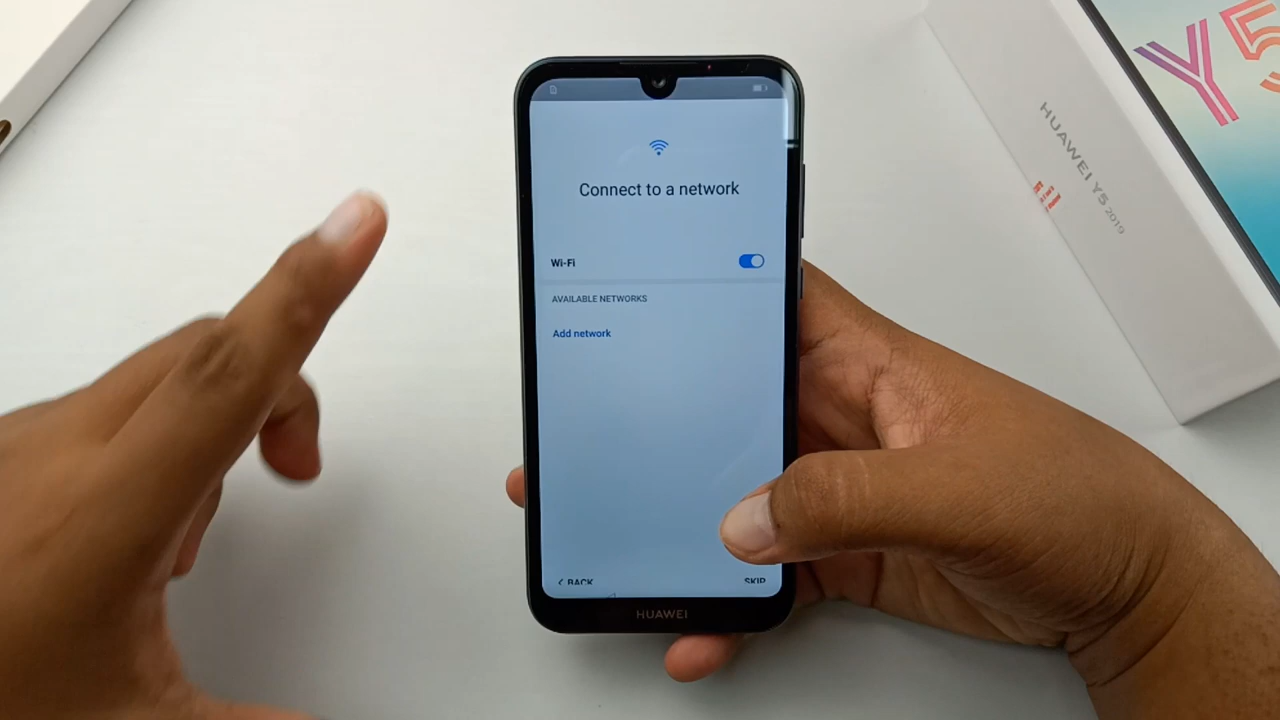 Connect to a network
Wi-Fi
AVAILABLE NETWORKS
Add network
BACK
SKIP
HUAWEI
HUAWEI Y5 2019
Y5